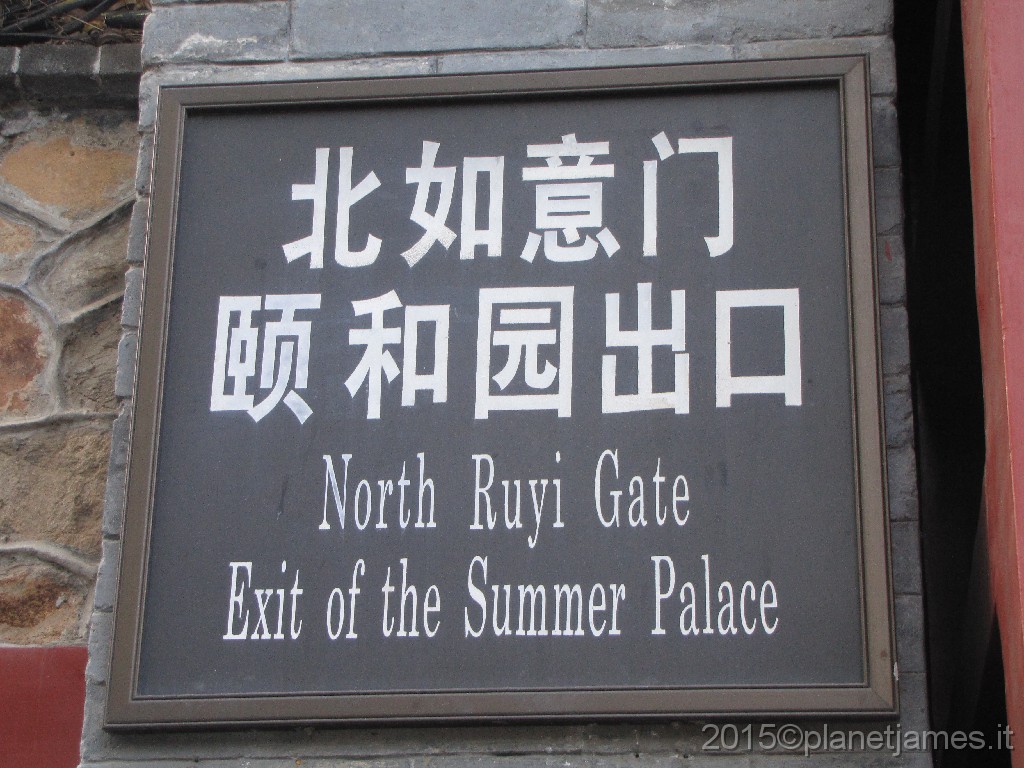 北如意门
颐和园出口
North Ruyi Gate
Exit of the Summer Palace
2015©planetjames.it